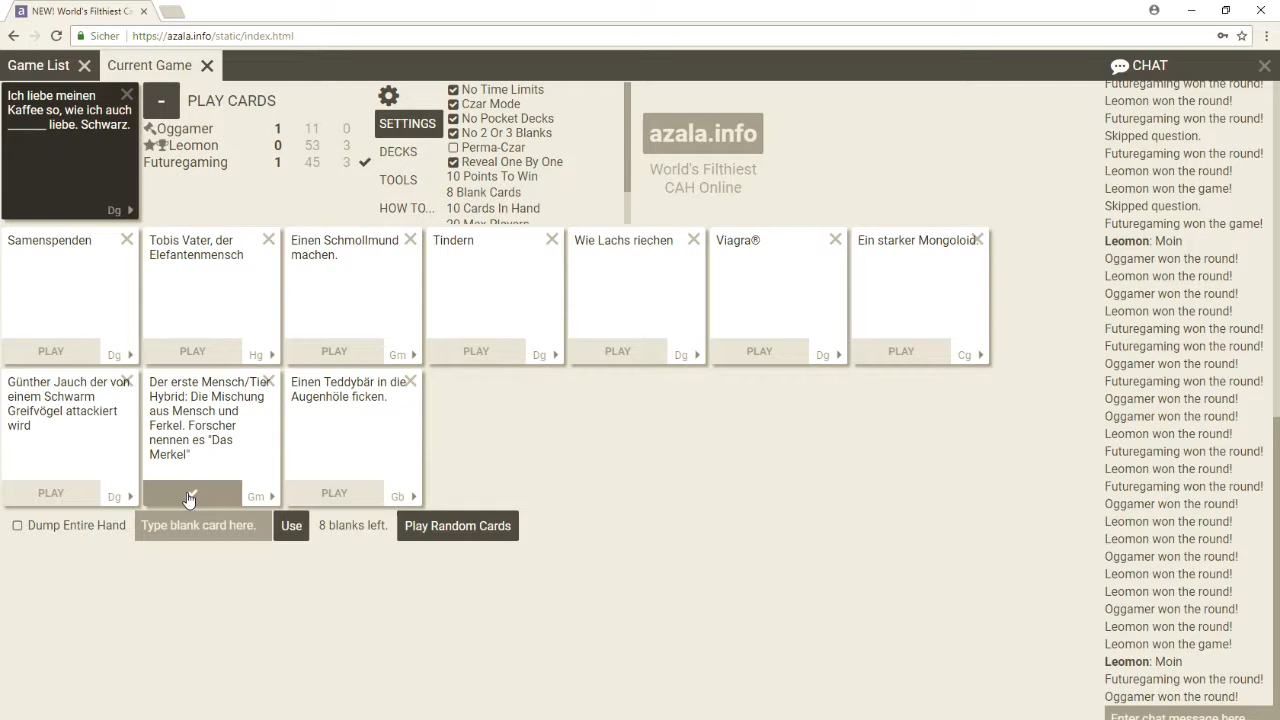 NEW! World's Filthiest C
Sicher
https://azala.info/static/index.html
Game List
Current Game
CHAT
Ich liebe meinen
Kaffee so, wie ich auch
______ liebe. Schwarz.
Dg
-
PLAY CARDS
Oggamer 1 11 0
Leomon 0 53 3
Futuregaming 1 45 3
SETTINGS
DECKS
TOOLS
HOW TO...
No Time Limits
Czar Mode
No Pocket Decks
No 2 Or 3 Blanks
Perma-Czar
Reveal One By One
10 Points To Win
8 Blank Cards
10 Cards In Hand
20 Max Players
azala.info
World's Filthiest
CAH Online
Samenspenden
PLAY
Dg
Tobis Vater, der
Elefantenmensch
PLAY
Hg
Einen Schmollmund
machen.
PLAY
Gm
Tindern
PLAY
Dg
Wie Lachs riechen
PLAY
Dg
Viagra®
PLAY
Dg
Ein starker Mongoloid.
PLAY
Cg
Günther Jauch der von
einem Schwarm
Greifvögel attackiert
wird
PLAY
Dg
Der erste Mensch/Tier
Hybrid: Die Mischung
aus Mensch und
Ferkel. Forscher
nennen es "Das
Merkel"
Gm
Einen Teddybär in die
Augenhöle ficken.
PLAY
Gb
Dump Entire Hand
Type blank card here.
Use
8 blanks left.
Play Random Cards
Futuregaming won the round!
Leomon won the round!
Futuregaming won the round!
Skipped question.
Futuregaming won the round!
Leomon won the round!
Leomon won the game!
Skipped question.
Futuregaming won the game!
Leomon: Moin
Oggamer won the round!
Leomon won the round!
Oggamer won the round!
Leomon won the round!
Futuregaming won the round!
Futuregaming won the round!
Oggamer won the round!
Futuregaming won the round!
Oggamer won the round!
Oggamer won the round!
Leomon won the round!
Futuregaming won the round!
Leomon won the round!
Futuregaming won the round!
Oggamer won the round!
Leomon won the round!
Leomon won the round!
Oggamer won the round!
Leomon won the round!
Leomon won the round!
Oggamer won the round!
Leomon won the round!
Leomon won the game!
Leomon: Moin
Futuregaming won the round!
Oggamer won the round!
Enter chat message here